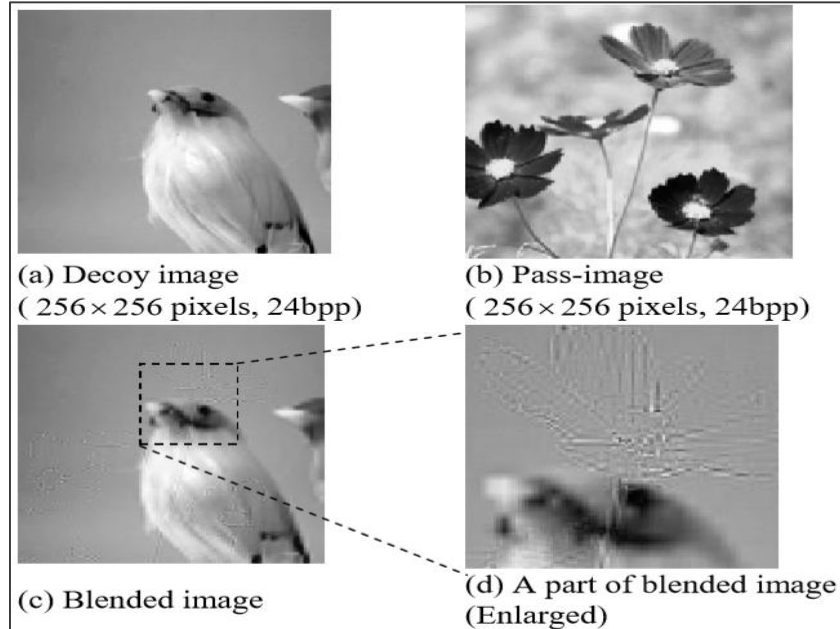 (a) Decoy image
( 256 × 256 pixels, 24bpp)
(b) Pass-image
( 256 × 256 pixels, 24bpp)
(c) Blended image
(d) A part of blended image
(Enlarged)